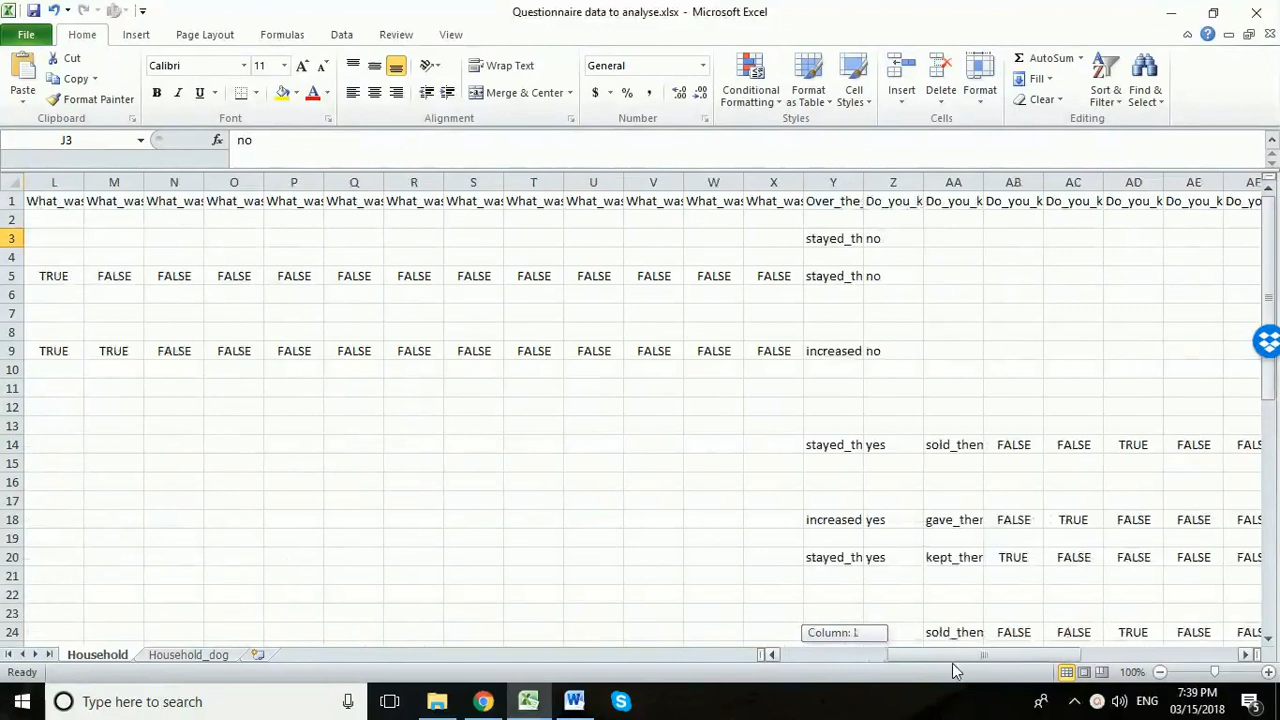 Questionnaire data to analyse.xlsx - Microsoft Excel
File Home Insert Page Layout Formulas Data Review View
Paste Cut Copy Format Painter Clipboard
Calibri 11 B I U A Font
Wrap Text Merge & Center Alignment
General $ % , Number
Conditional Formatting Format as Table Cell Styles Styles
Insert Delete Format Cells
AutoSum Fill Clear Sort & Filter Find & Select Editing
J3 fx no
L M N O P Q R S T U V W X Y Z AA AB AC AD AE AF
1 What_was What_was What_was What_was What_was What_was What_was What_was What_was What_was What_was What_was What_was Over_the_ Do_you_k Do_you_k Do_you_k Do_you_k Do_you_k Do_you_k Do_yo
2
3 stayed_th no
4
5 TRUE FALSE FALSE FALSE FALSE FALSE FALSE FALSE FALSE FALSE FALSE FALSE FALSE stayed_th no
6
7
8
9 TRUE TRUE FALSE FALSE FALSE FALSE FALSE FALSE FALSE FALSE FALSE FALSE FALSE increased no
10
11
12
13
14 stayed_th yes sold_then FALSE FALSE TRUE FALSE FALS
15
16
17
18 increased yes gave_ther FALSE TRUE FALSE FALSE FALS
19
20 stayed_th yes kept_ther TRUE FALSE FALSE FALSE FALS
21
22
23
24 sold_then FALSE FALSE TRUE FALSE FALS
Column: L
Household Household_dog
Ready 100%
Type here to search ENG 7:39 PM
03/15/2018 5